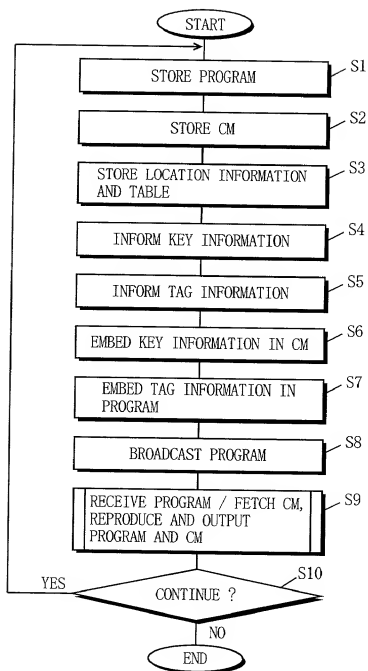 START
STORE PROGRAM
S1
STORE CM
S2
STORE LOCATION INFORMATION
AND TABLE
S3
INFORM KEY INFORMATION
S4
INFORM TAG INFORMATION
S5
EMBED KEY INFORMATION IN CM
S6
EMBED TAG INFORMATION IN
PROGRAM
S7
BROADCAST PROGRAM
S8
RECEIVE PROGRAM / FETCH CM,
REPRODUCE AND OUTPUT
PROGRAM AND CM
S9
YES
CONTINUE ?
S10
NO
END